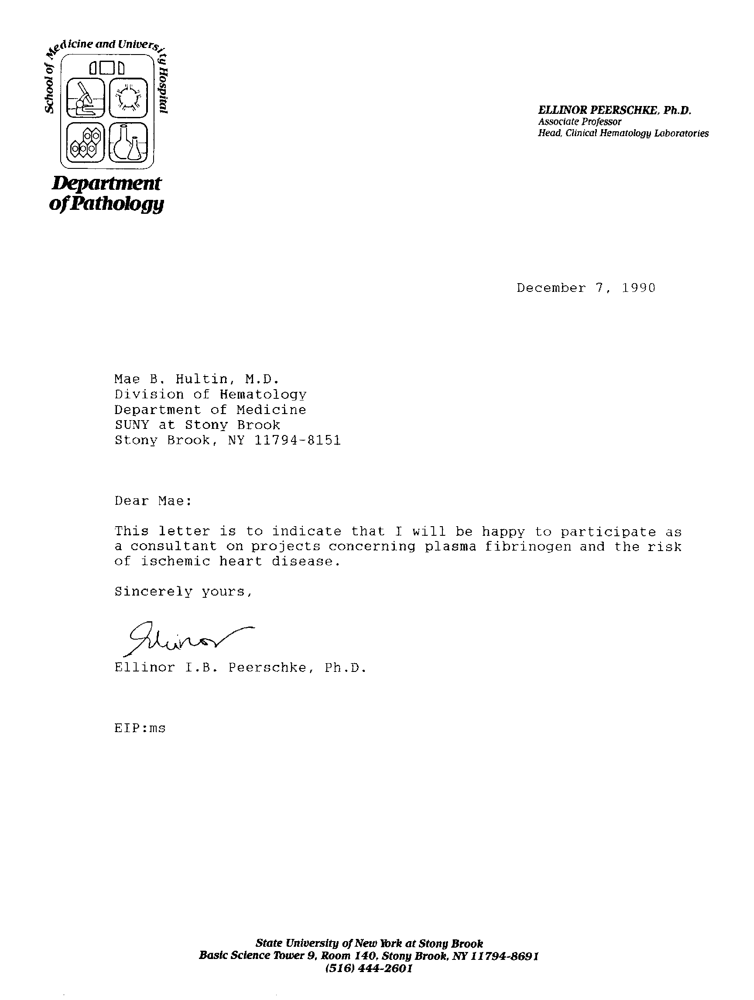 School of Medicine and University Hospital
Department
of Pathology
ELLINOR PEERSCHKE, Ph.D.
Associate Professor
Head, Clinical Hematology Laboratories
December 7, 1990
Mae B. Hultin, M.D.
Division of Hematology
Department of Medicine
SUNY at Stony Brook
Stony Brook, NY 11794-8151
Dear Mae:
This letter is to indicate that I will be happy to participate as
a consultant on projects concerning plasma fibrinogen and the risk
of ischemic heart disease.
Sincerely yours,
Ellinor
Ellinor I.B. Peerschke, Ph.D.
EIP:ms
State University of New York at Stony Brook
Basic Science Tower 9, Room 140, Stony Brook, NY 11794-8691
(516) 444-2601